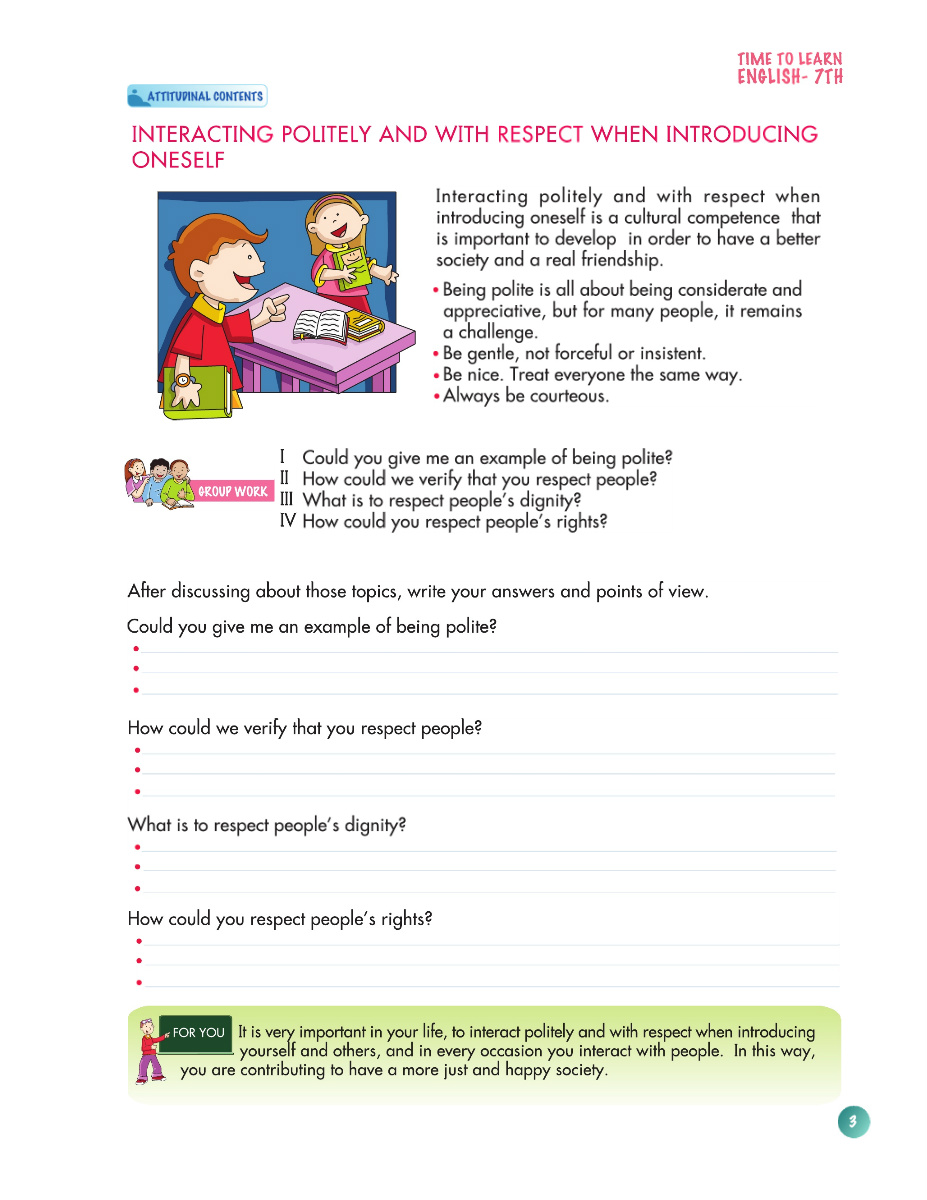 TIME TO LEARN
ENGLISH- 7TH
ATTITUDINAL CONTENTS
INTERACTING POLITELY AND WITH RESPECT WHEN INTRODUCING
ONESELF
Interacting politely and with respect when
introducing oneself is a cultural competence that
is important to develop in order to have a better
society and a real friendship.
• Being polite is all about being considerate and
appreciative, but for many people, it remains
a challenge.
• Be gentle, not forceful or insistent.
• Be nice. Treat everyone the same way.
• Always be courteous.
GROUP WORK
I Could you give me an example of being polite?
II How could we verify that you respect people?
III What is to respect people's dignity?
IV How could you respect people's rights?
After discussing about those topics, write your answers and points of view.
Could you give me an example of being polite?
•
•
•
How could we verify that you respect people?
•
•
•
What is to respect people's dignity?
•
•
•
How could you respect people's rights?
•
•
•
FOR YOU It is very important in your life, to interact politely and with respect when introducing
yourself and others, and in every occasion you interact with people. In this way,
you are contributing to have a more just and happy society.
3